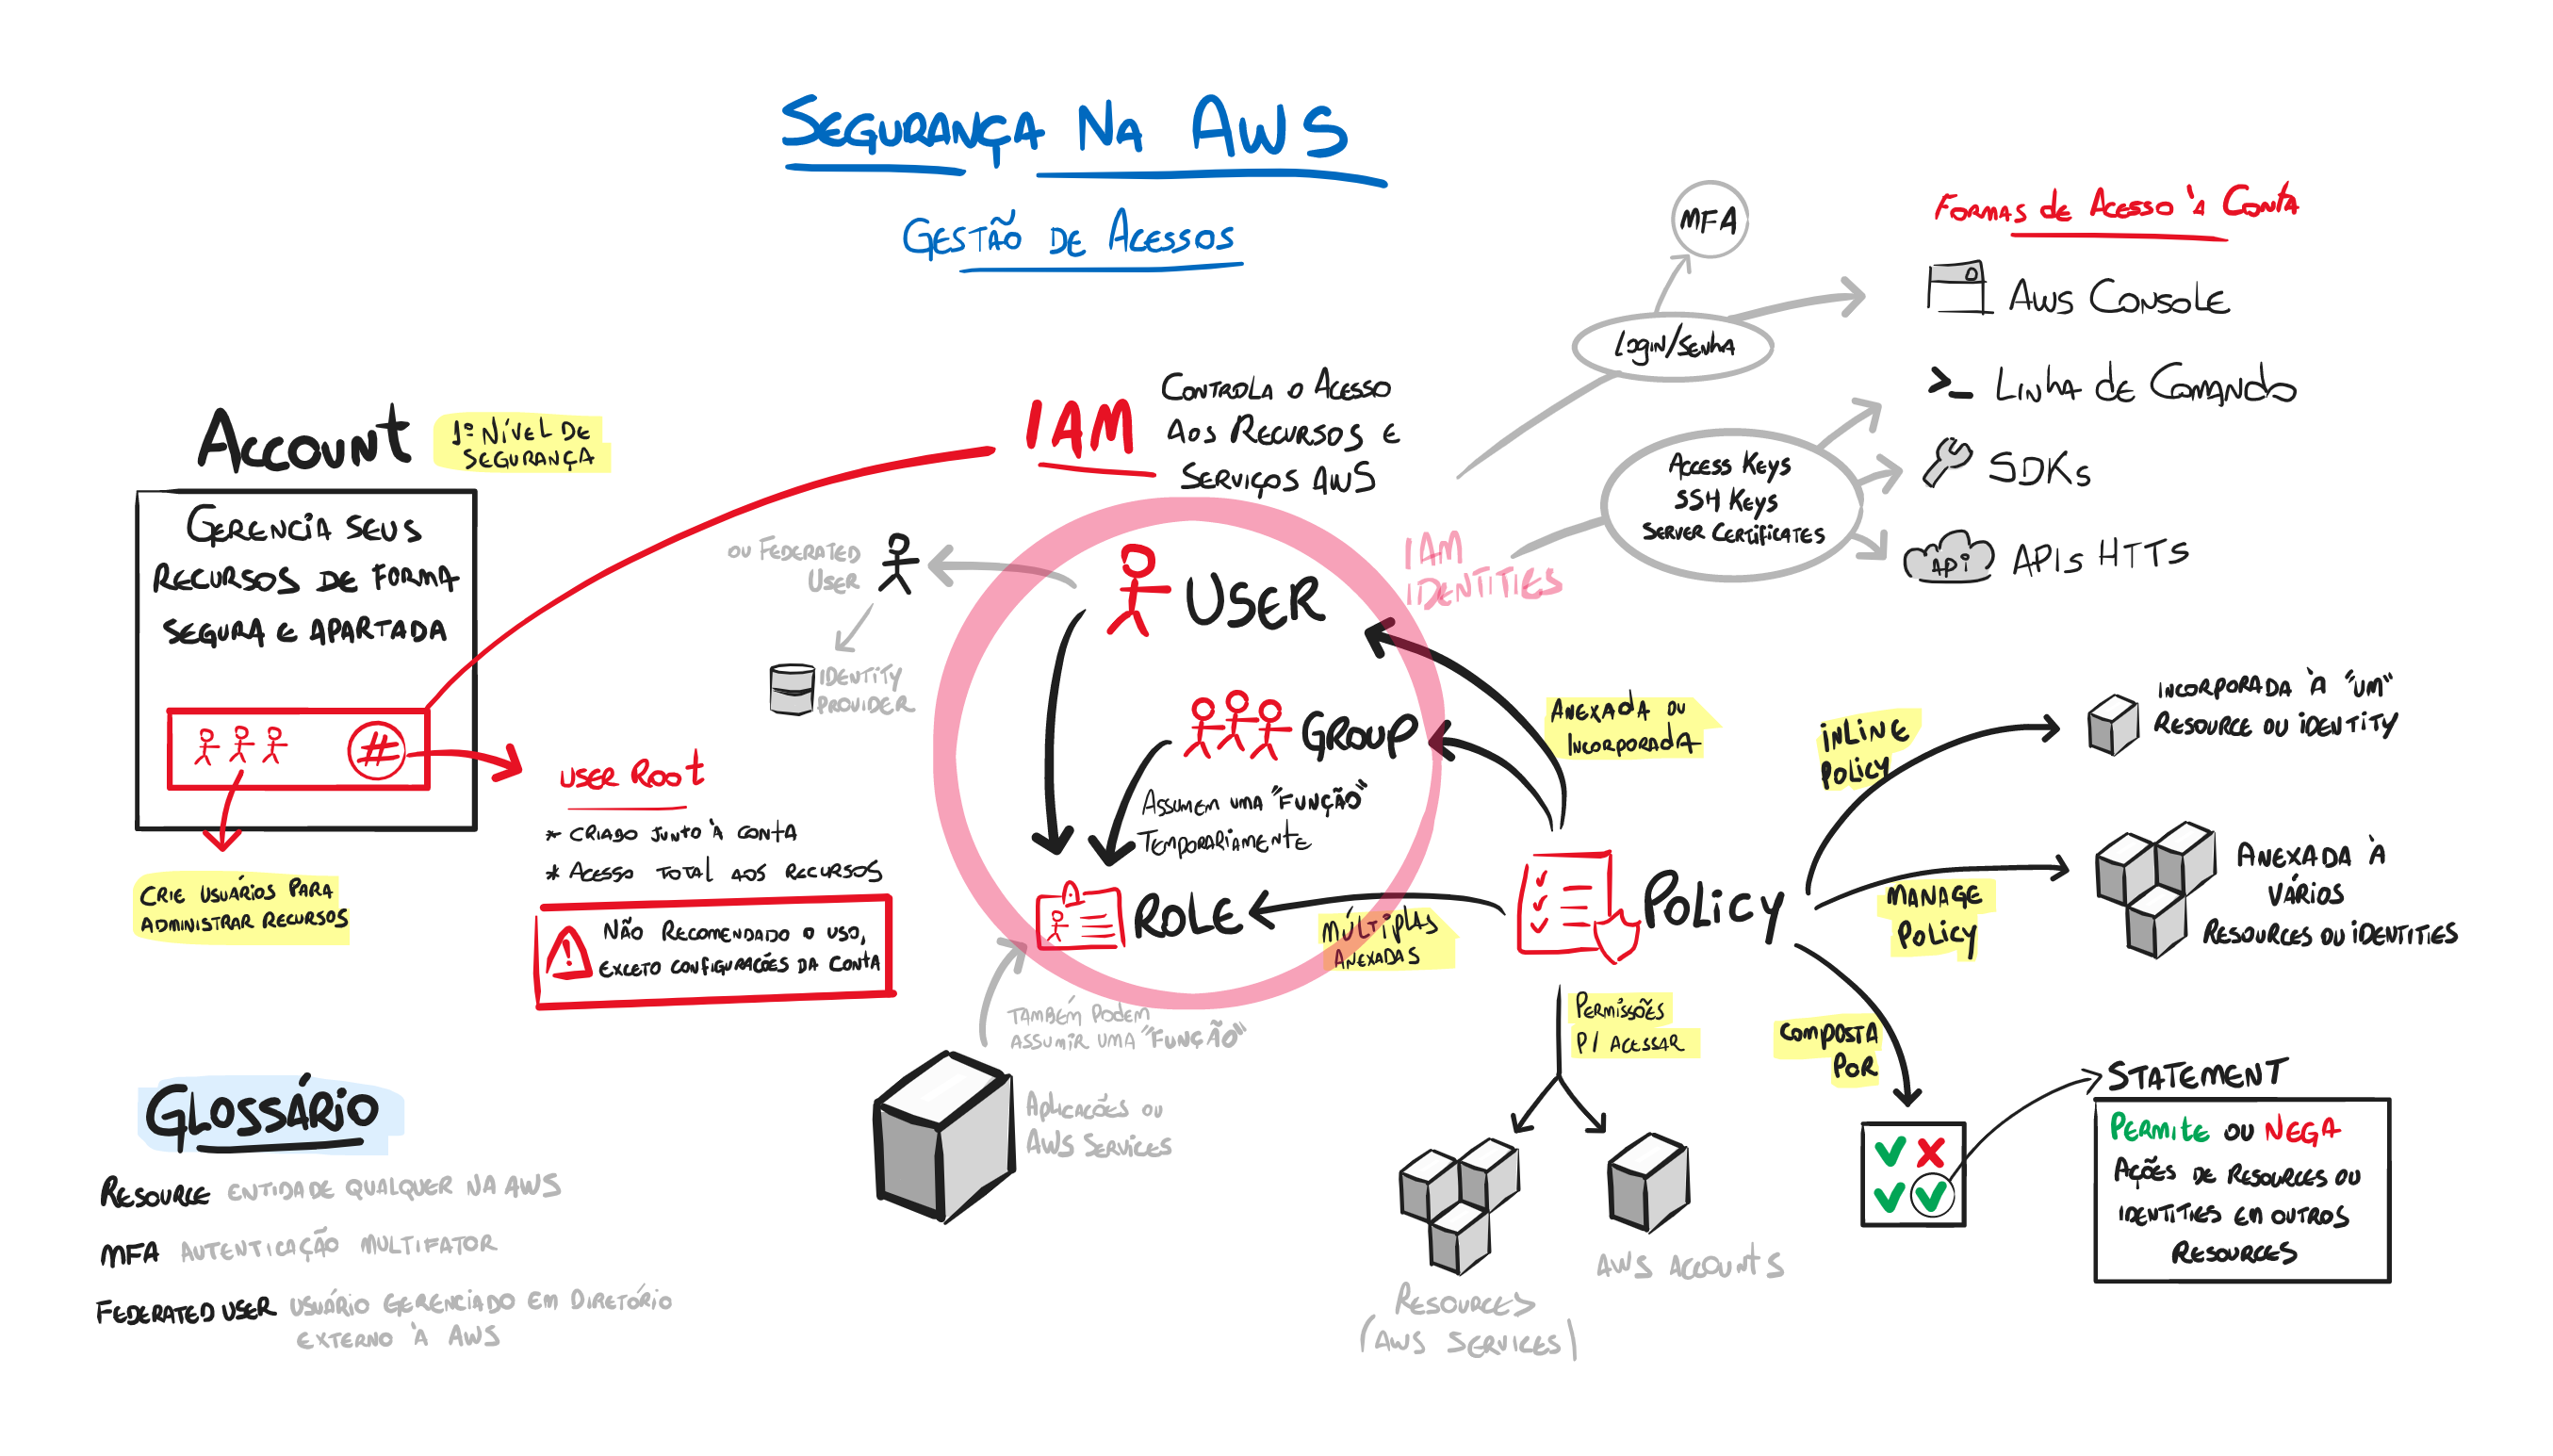 SEGURANÇA NA AWS
GESTÃO DE ACESSOS
ACCOUNT
1º NÍVEL DE
SEGURANÇA
GERENCIA SEUS
RECURSOS DE FORMA
SEGURA E APARTADA
#
CRIE USUÁRIOS PARA
ADMINISTRAR RECURSOS
USER ROOT
* CRIADO JUNTO À CONTA
* ACESSO TOTAL AOS RECURSOS
!
NÃO RECOMENDADO O USO,
EXCETO CONFIGURAÇÕES DA CONTA
IAM
CONTROLA O ACESSO
AOS RECURSOS E
SERVIÇOS AWS
OU FEDERATED
USER
IDENTITY
PROVIDER
USER
IAM
IDENTITIES
GROUP
ASSUMEM UMA "FUNÇÃO"
TEMPORARIAMENTE
ROLE
TAMBÉM PODEM
ASSUMIR UMA "FUNÇÃO"
APLICAÇÕES OU
AWS SERVICES
MFA
LOGIN/SENHA
ACCESS KEYS
SSH KEYS
SERVER CERTIFICATES
FORMAS DE ACESSO À CONTA
AWS CONSOLE
>_ LINHA DE COMANDO
SDKs
API
APIs HTTS
ANEXADA OU
INCORPORADA
MÚLTIPLAS
ANEXADAS
POLICY
INLINE
POLICY
INCORPORADA À "UM"
RESOURCE OU IDENTITY
MANAGE
POLICY
ANEXADA À
VÁRIOS
RESOURCES OU IDENTITIES
PERMISSÕES
P/ ACESSAR
RESOURCES
(AWS SERVICES)
AWS ACCOUNTS
COMPOSTA
POR
STATEMENT
PERMITE OU NEGA
AÇÕES DE RESOURCES OU
IDENTITIES EM OUTROS
RESOURCES
GLOSSÁRIO
RESOURCE ENTIDADE QUALQUER NA AWS
MFA AUTENTICAÇÃO MULTIFATOR
FEDERATED USER USUÁRIO GERENCIADO EM DIRETÓRIO
EXTERNO À AWS